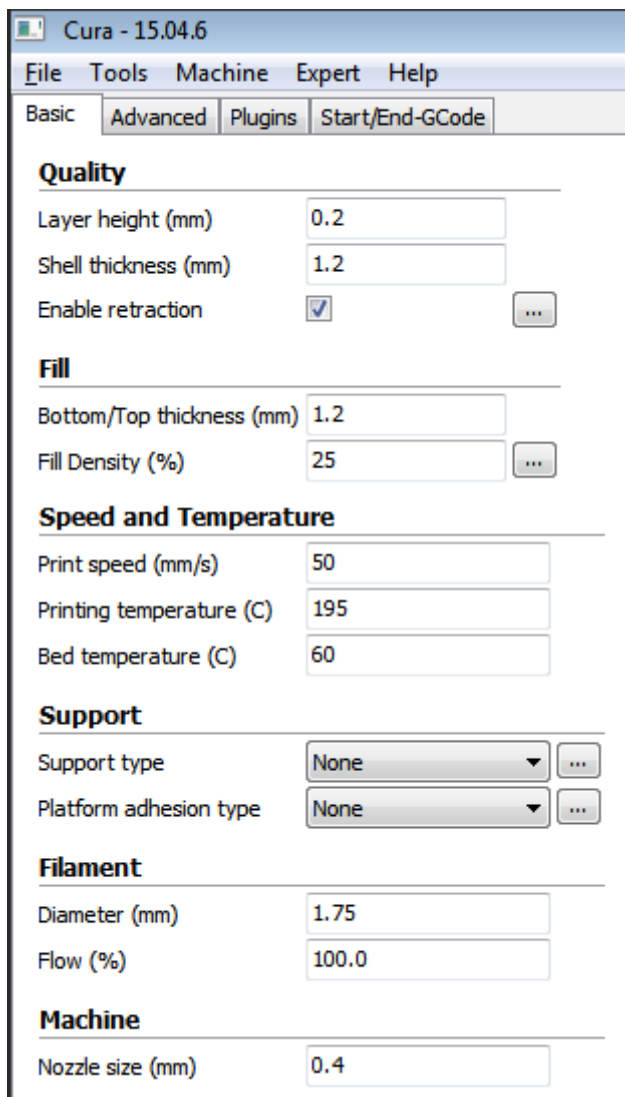 Cura - 15.04.6
File Tools Machine Expert Help
Basic Advanced Plugins Start/End-GCode
Quality
Layer height (mm) 0.2
Shell thickness (mm) 1.2
Enable retraction ...
Fill
Bottom/Top thickness (mm) 1.2
Fill Density (%) 25 ...
Speed and Temperature
Print speed (mm/s) 50
Printing temperature (C) 195
Bed temperature (C) 60
Support
Support type None ...
Platform adhesion type None ...
Filament
Diameter (mm) 1.75
Flow (%) 100.0
Machine
Nozzle size (mm) 0.4